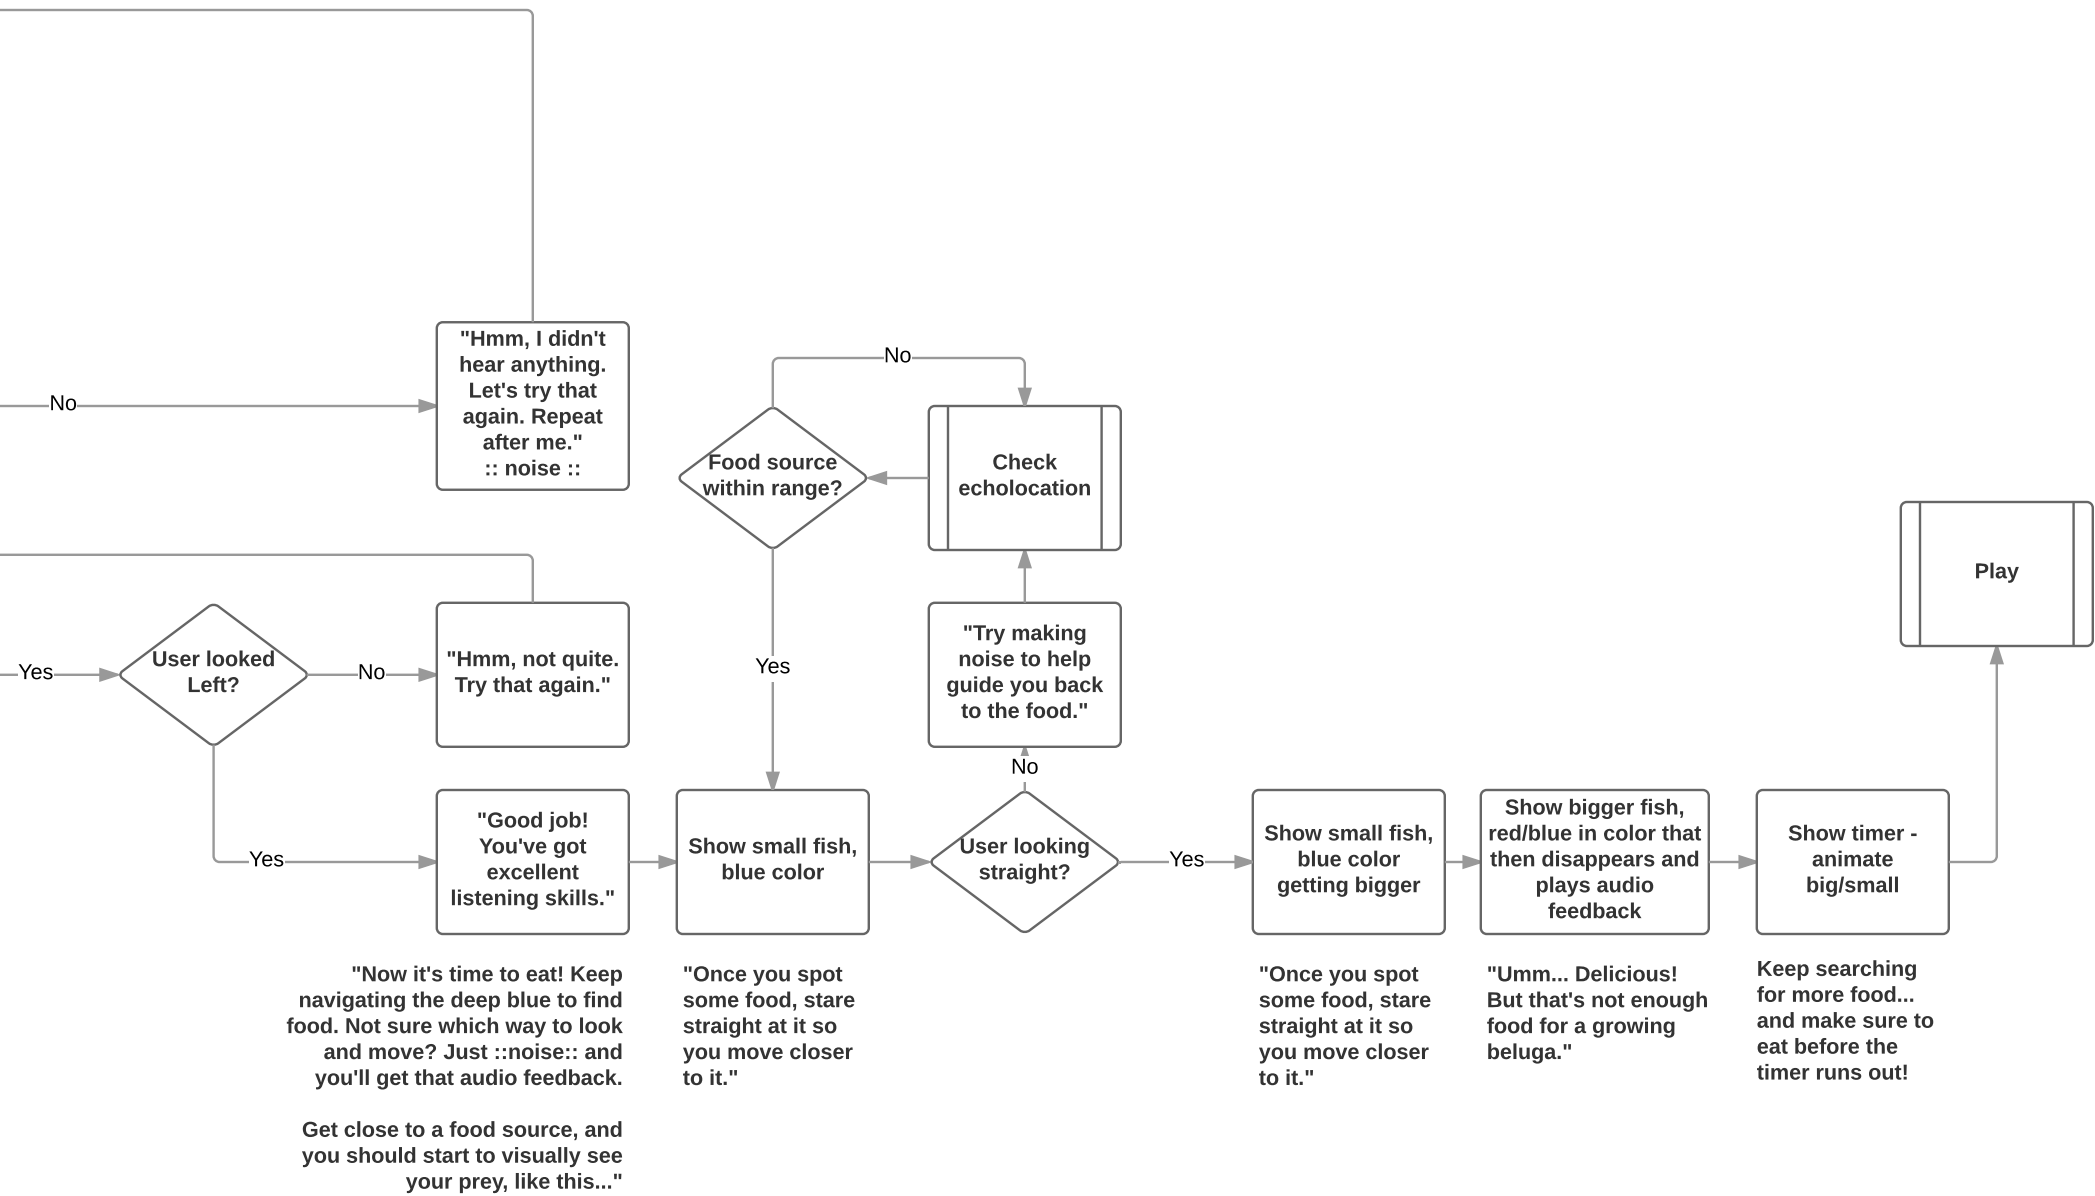 "Hmm, I didn't
hear anything.
Let's try that
again. Repeat
after me."
:: noise ::
No
No
Food source
within range?
Check
echolocation
Play
Yes
User looked
Left?
No
"Hmm, not quite.
Try that again."
Yes
"Try making
noise to help
guide you back
to the food."
No
Yes
"Good job!
You've got
excellent
listening skills."
Show small fish,
blue color
User looking
straight?
Yes
Show small fish,
blue color
getting bigger
Show bigger fish,
red/blue in color that
then disappears and
plays audio
feedback
Show timer -
animate
big/small
"Now it's time to eat! Keep
navigating the deep blue to find
food. Not sure which way to look
and move? Just ::noise:: and
you'll get that audio feedback.
Get close to a food source, and
you should start to visually see
your prey, like this..."
"Once you spot
some food, stare
straight at it so
you move closer
to it."
"Once you spot
some food, stare
straight at it so
you move closer
to it."
"Umm... Delicious!
But that's not enough
food for a growing
beluga."
Keep searching
for more food...
and make sure to
eat before the
timer runs out!